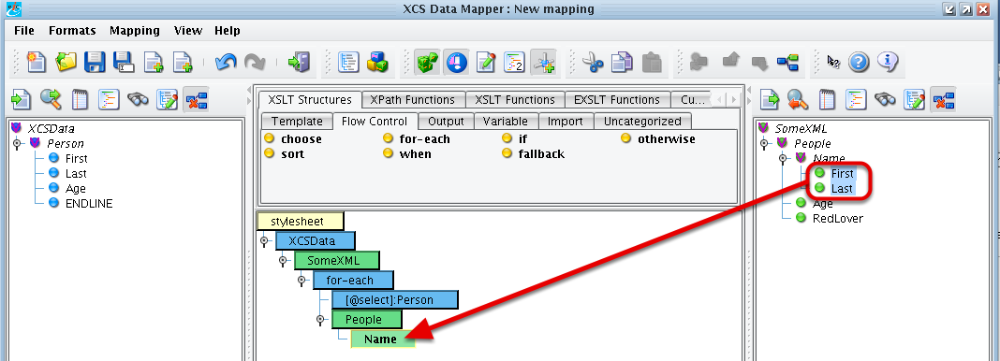 XCS Data Mapper : New mapping
File Formats Mapping View Help
XSLT Structures XPath Functions XSLT Functions EXSLT Functions Cu...
Template Flow Control Output Variable Import Uncategorized
choose for-each if otherwise
sort when fallback
XCSData
Person
First
Last
Age
ENDLINE
stylesheet
XCSData
SomeXML
for-each
[@select]:Person
People
Name
SomeXML
People
Name
First
Last
Age
RedLover